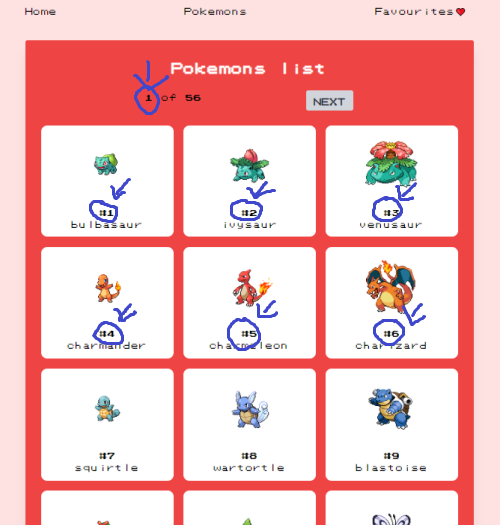 Home Pokemons Favourites
Pokemons list
1 of 56 NEXT
#1 #2 #3
bulbasaur ivysaur venusaur
#4 #5 #6
charmander charmeleon charizard
#7 #8 #9
squirtle wartortle blastoise